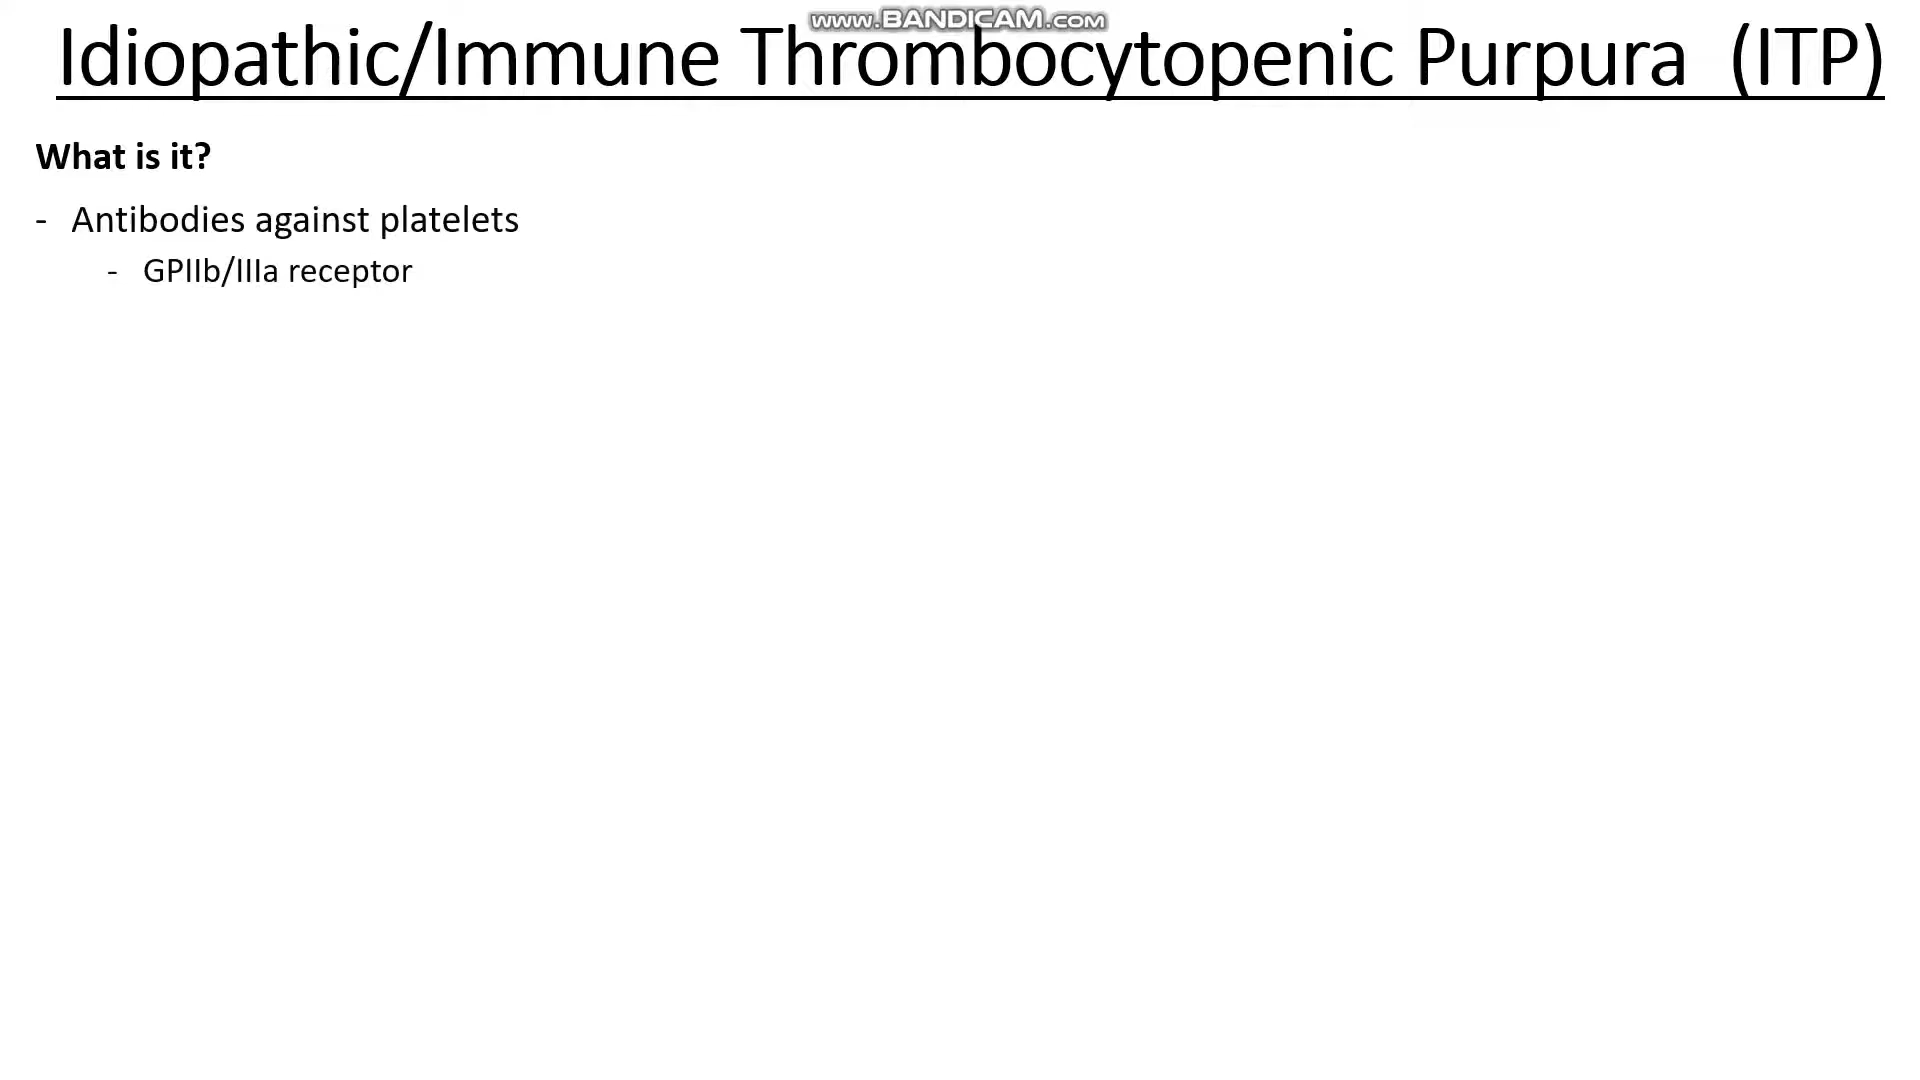 www.BANDICAM.com
Idiopathic/Immune Thrombocytopenic Purpura (ITP)
What is it?
- Antibodies against platelets
- GPIIb/IIIa receptor